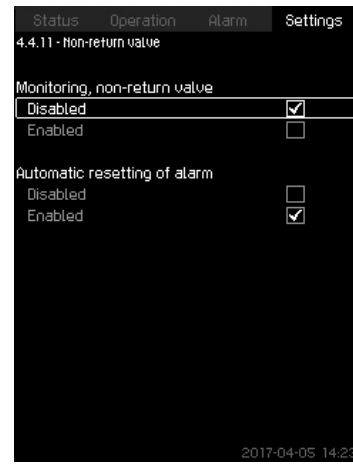 Status Operation Alarm Settings
4.4.11 - Non-return valve
Monitoring, non-return valve
Disabled
Enabled
Automatic resetting of alarm
Disabled
Enabled
2017-04-05 14:23